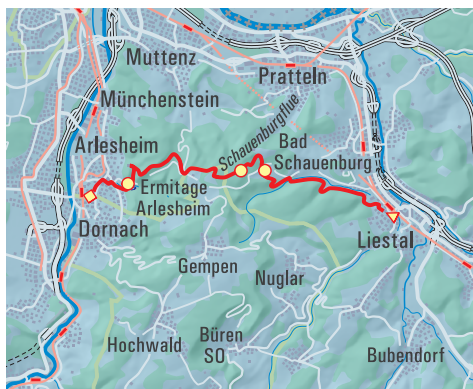 Muttenz
Pratteln
Münchenstein
Arlesheim
Schauenburgflue
Bad
Schauenburg
Ermitage
Arlesheim
Dornach
Liestal
Gempen
Nuglar
Hochwald
Büren
SO
Bubendorf